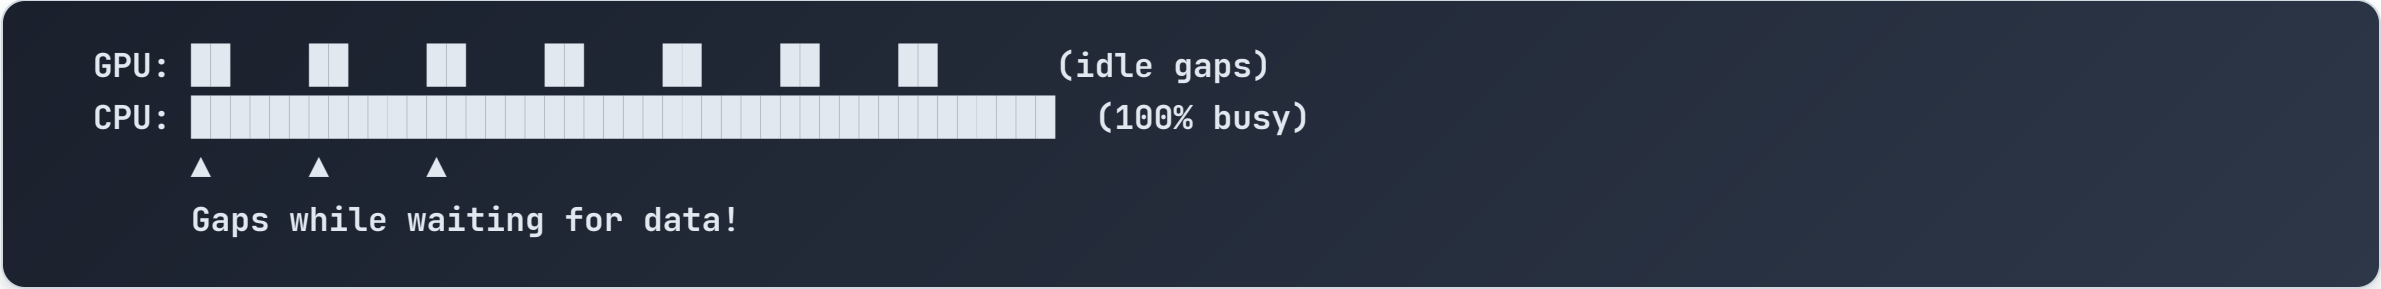 GPU: ██    ██    ██    ██    ██    ██    ██      (idle gaps)
CPU: ████████████████████████████████████████████  (100% busy)
▲     ▲     ▲
Gaps while waiting for data!